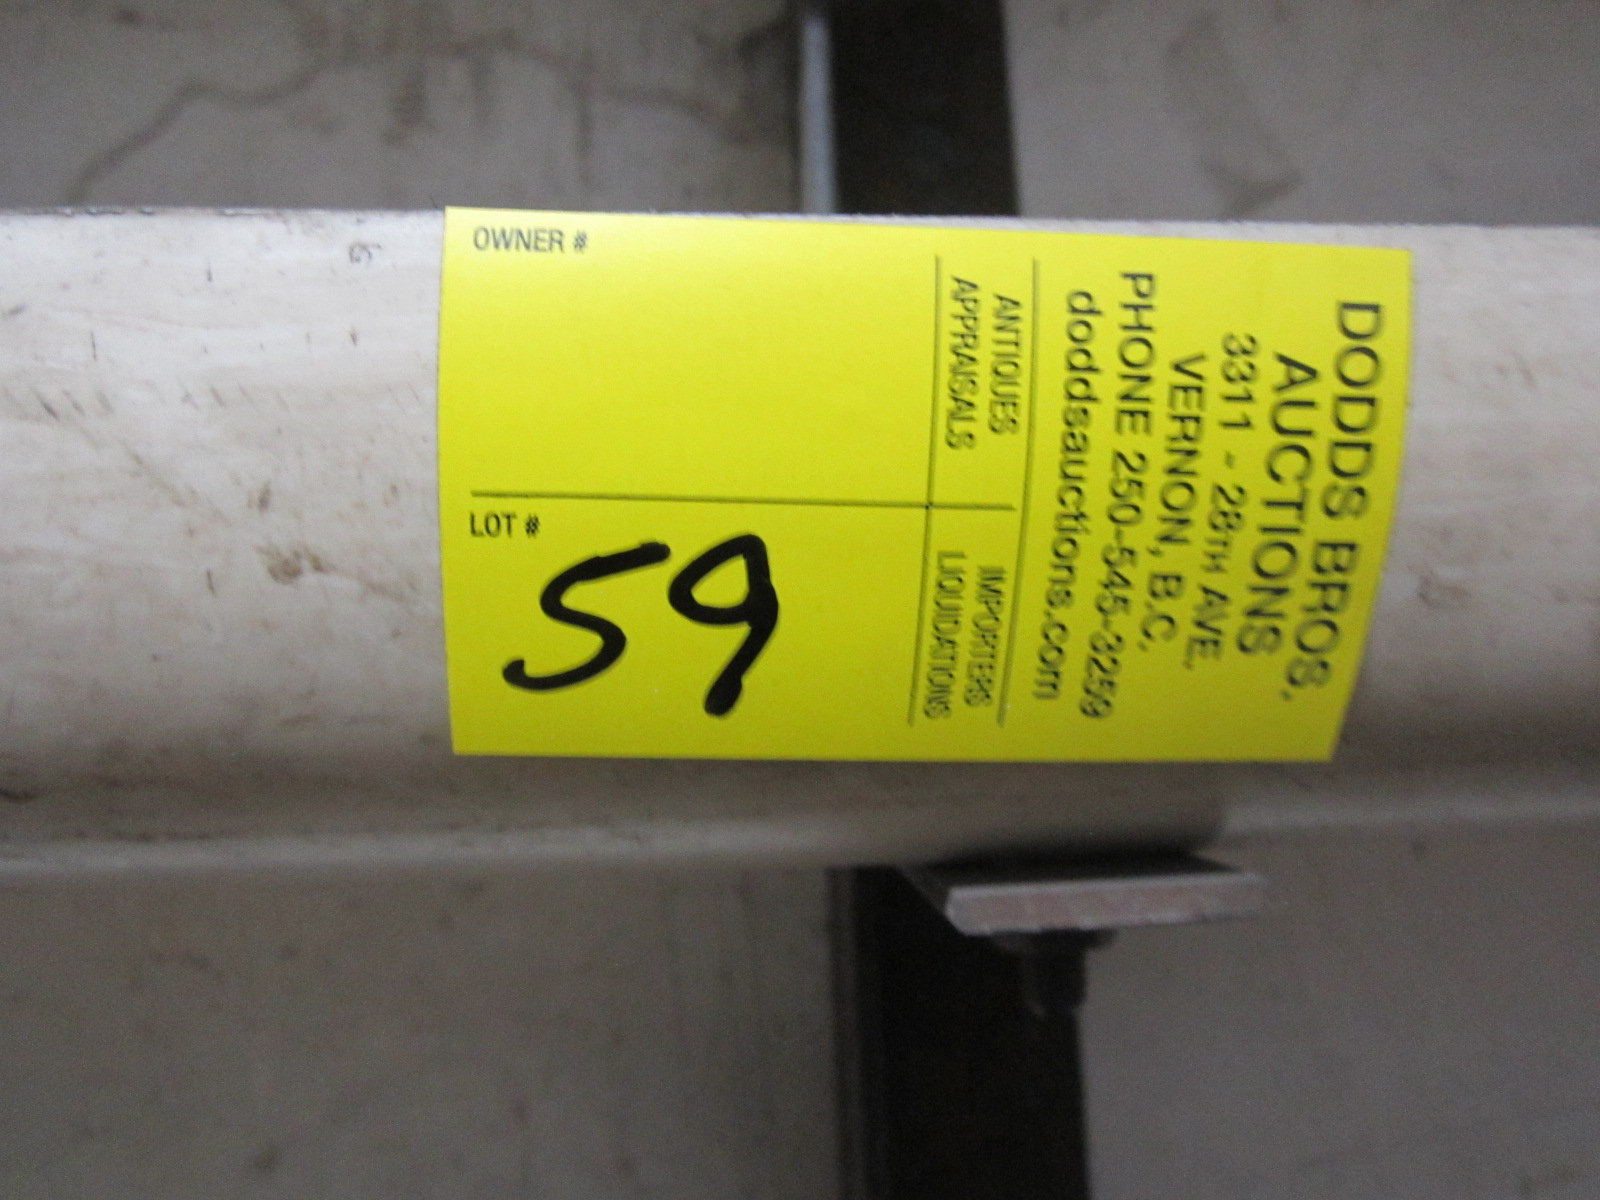 DODDS BROS.
AUCTIONS
3311 - 28TH AVE.
VERNON, B.C.
PHONE 250-545-3259
doddsauctions.com
ANTIQUES
APPRAISALS
IMPORTERS
LIQUIDATIONS
OWNER #
LOT #
59